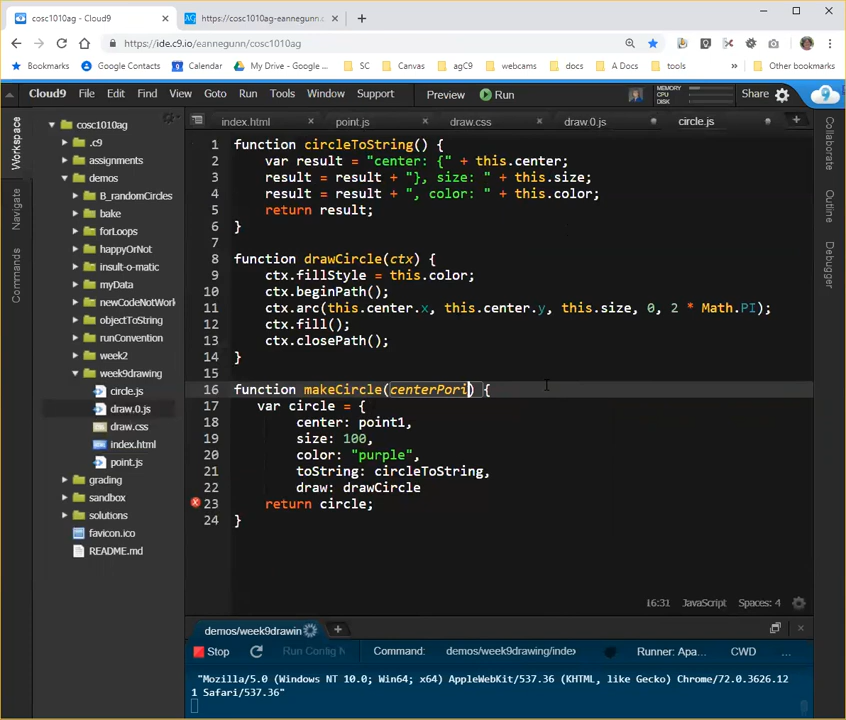 cosc1010ag - Cloud9
https://cosc1010ag-eannegunn.c
https://ide.c9.io/eannegunn/cosc1010ag
Bookmarks Google Contacts Calendar My Drive - Google ... SC Canvas agC9 webcams docs A Docs tools » Other bookmarks
Cloud9 File Edit Find View Goto Run Tools Window Support Preview Run MEMORY CPU DISK Share
Workspace
Navigate
Commands
cosc1010ag
.c9
assignments
demos
B_randomCircles
bake
forLoops
happyOrNot
insult-o-matic
myData
newCodeNotWork
objectToString
runConvention
week2
week9drawing
circle.js
draw.0.js
draw.css
index.html
point.js
grading
sandbox
solutions
favicon.ico
README.md
index.html point.js draw.css draw.0.js circle.js
1 function circleToString() {
2 var result = "center: {" + this.center;
3 result = result + "}, size: " + this.size;
4 result = result + ", color: " + this.color;
5 return result;
6 }
7
8 function drawCircle(ctx) {
9 ctx.fillStyle = this.color;
10 ctx.beginPath();
11 ctx.arc(this.center.x, this.center.y, this.size, 0, 2 * Math.PI);
12 ctx.fill();
13 ctx.closePath();
14 }
15
16 function makeCircle(centerPori) {
17 var circle = {
18 center: point1,
19 size: 100,
20 color: "purple",
21 toString: circleToString,
22 draw: drawCircle
23 return circle;
24 }
16:31 JavaScript Spaces: 4
Collaborate
Outline
Debugger
demos/week9drawin
Stop Run Config N Command: demos/week9drawing/index Runner: Apa... CWD ...
"Mozilla/5.0 (Windows NT 10.0; Win64; x64) AppleWebKit/537.36 (KHTML, like Gecko) Chrome/72.0.3626.12
1 Safari/537.36"